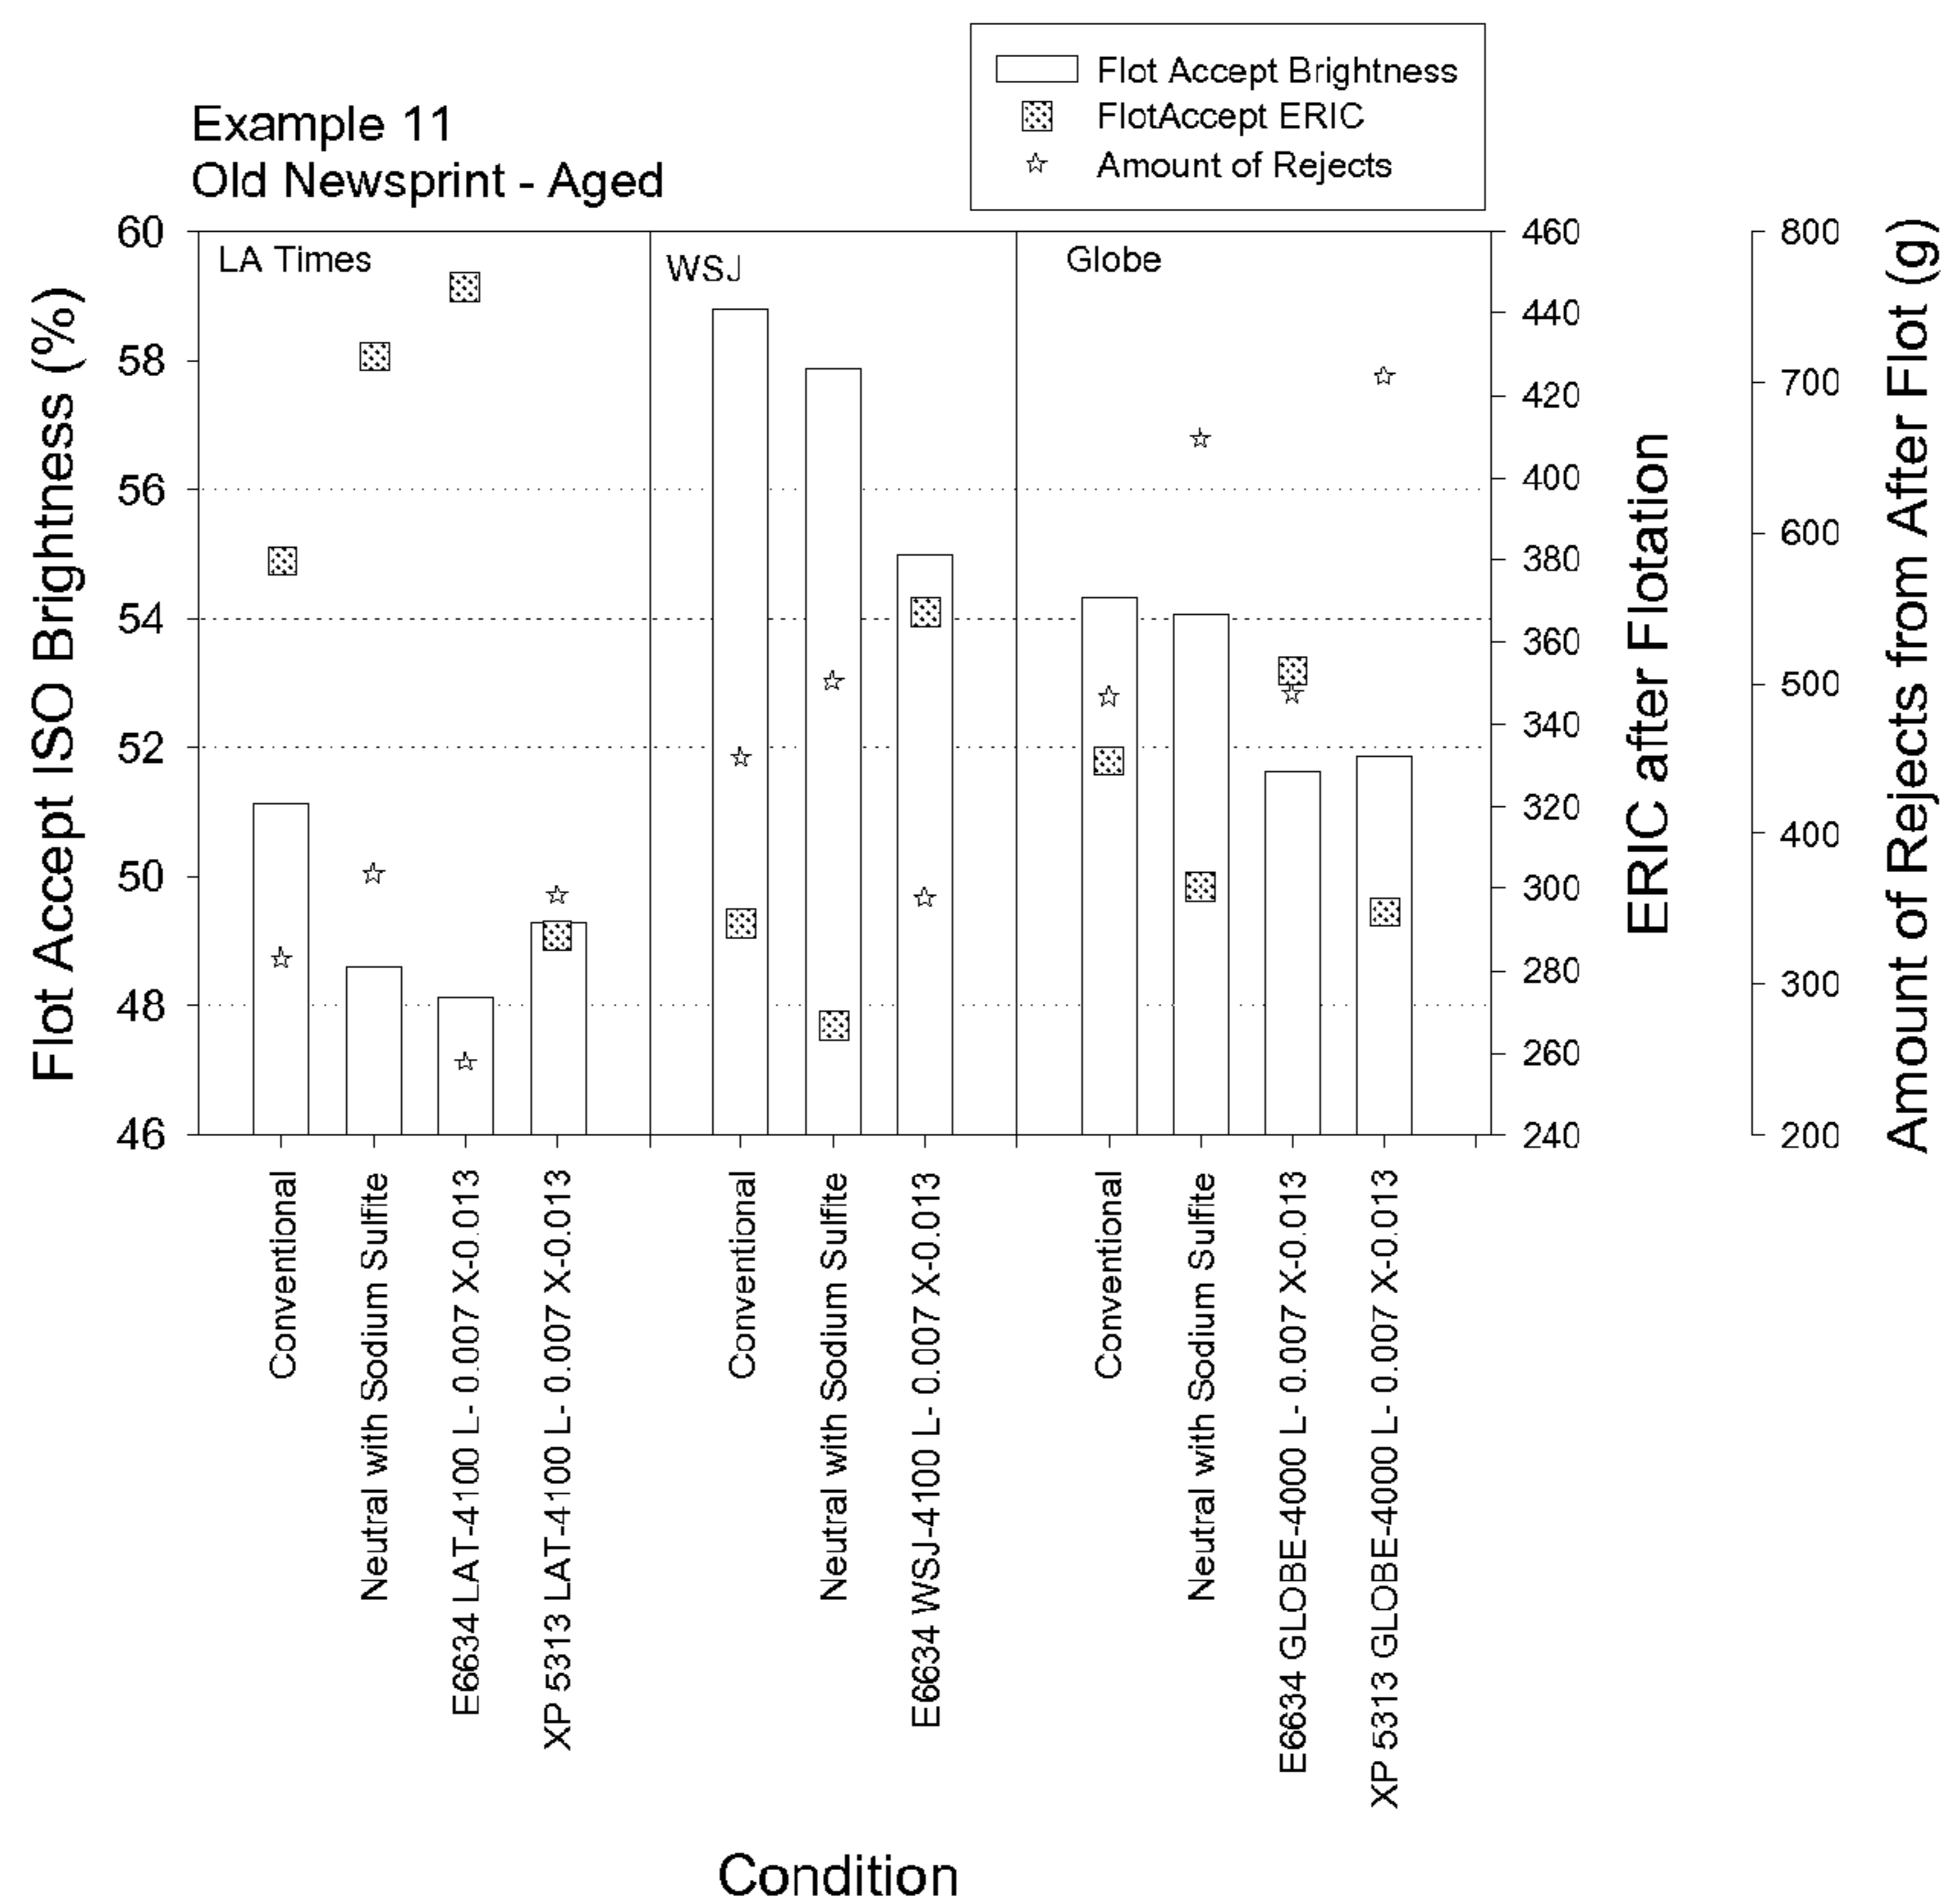 Flot Accept Brightness
FlotAccept ERIC
Amount of Rejects
Example 11
Old Newsprint - Aged
LA Times
WSJ
Globe
Flot Accept ISO Brightness (%)
60
58
56
54
52
50
48
46
460
440
420
400
380
360
340
320
300
280
260
240
ERIC after Flotation
800
700
600
500
400
300
200
Amount of Rejects from After Flot (g)
Conventional
Neutral with Sodium Sulfite
E6634 LAT-4100 L- 0.007 X-0.013
XP 5313 LAT-4100 L- 0.007 X-0.013
Conventional
Neutral with Sodium Sulfite
E6634 WSJ-4100 L- 0.007 X-0.013
Conventional
Neutral with Sodium Sulfite
E6634 GLOBE-4000 L- 0.007 X-0.013
XP 5313 GLOBE-4000 L- 0.007 X-0.013
Condition